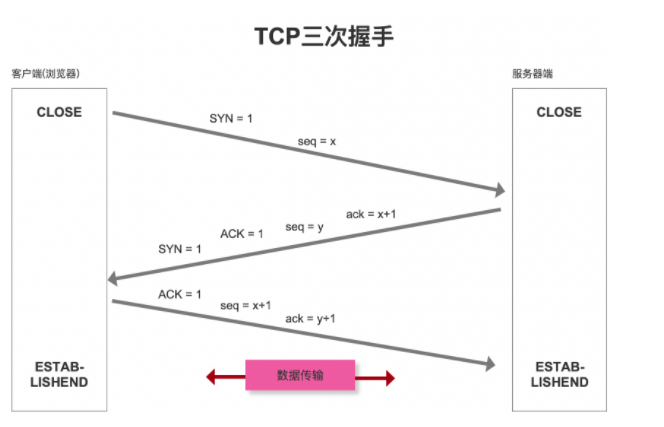 TCP三次握手
客户端(浏览器)
服务器端
CLOSE
CLOSE
SYN = 1
seq = x
ack = x+1
seq = y
ACK = 1
SYN = 1
ACK = 1
seq = x+1
ack = y+1
ESTAB-
LISHEND
数据传输
ESTAB-
LISHEND